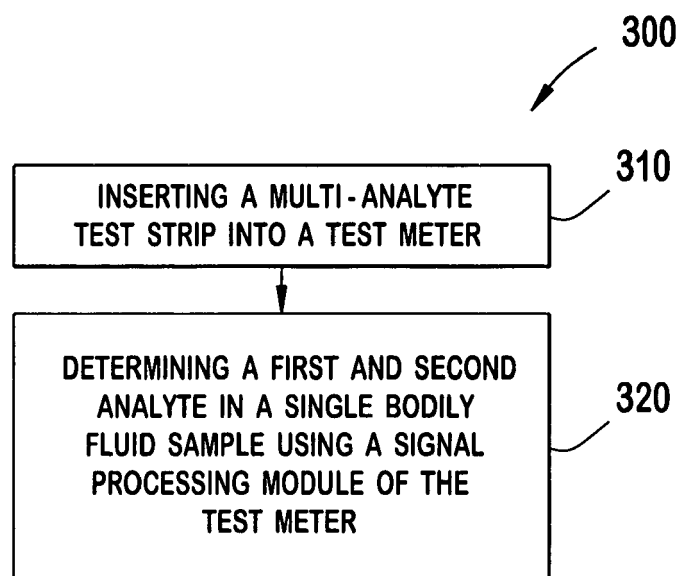 300
310
INSERTING A MULTI-ANALYTE
TEST STRIP INTO A TEST METER
320
DETERMINING A FIRST AND SECOND
ANALYTE IN A SINGLE BODILY
FLUID SAMPLE USING A SIGNAL
PROCESSING MODULE OF THE
TEST METER